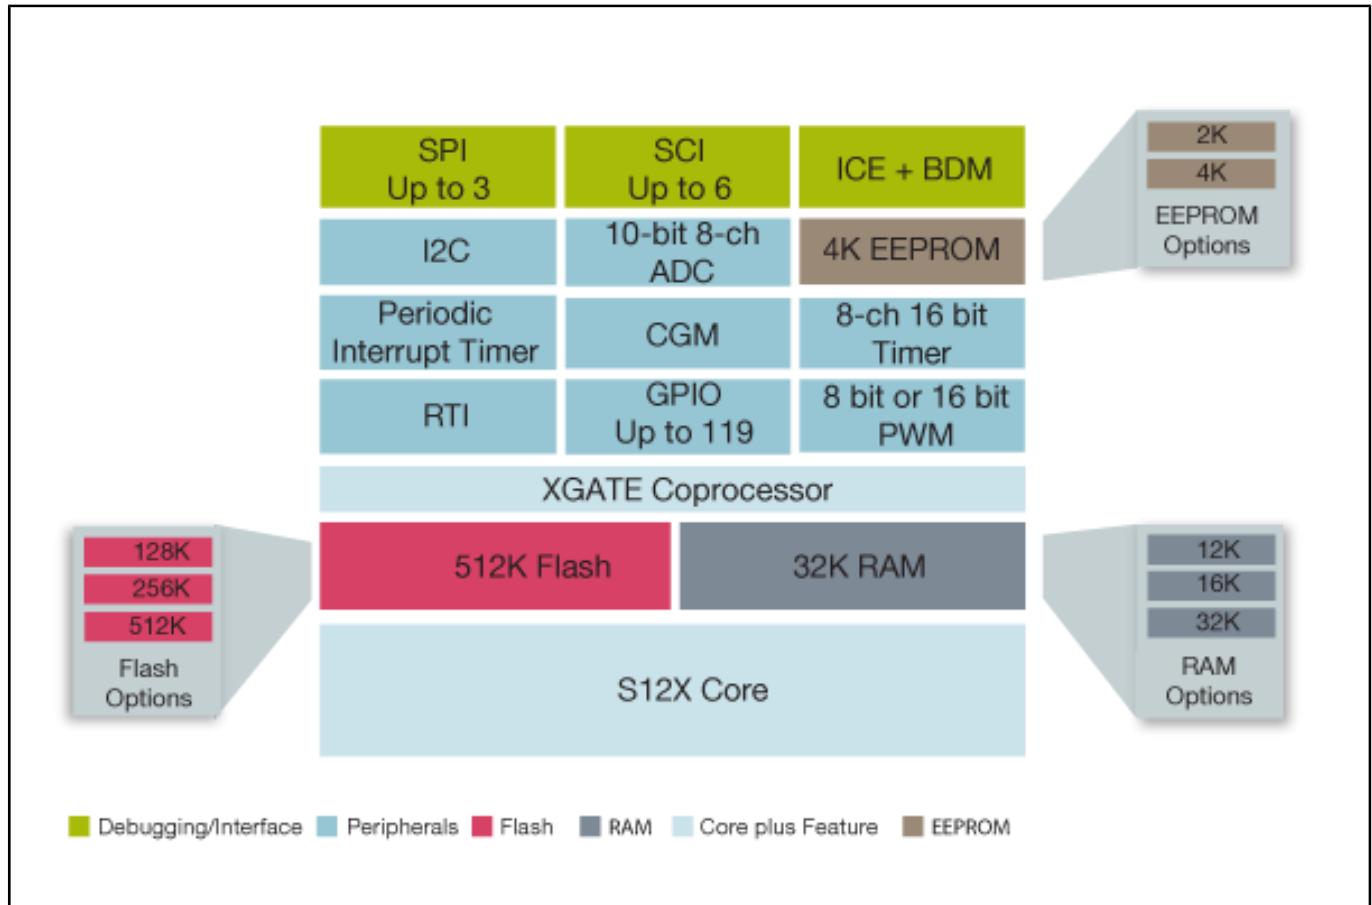 SPI
Up to 3
SCI
Up to 6
ICE + BDM
I2C
10-bit 8-ch
ADC
4K EEPROM
Periodic
Interrupt Timer
CGM
8-ch 16 bit
Timer
RTI
GPIO
Up to 119
8 bit or 16 bit
PWM
XGATE Coprocessor
512K Flash
32K RAM
S12X Core
2K
4K
EEPROM
Options
128K
256K
512K
Flash
Options
12K
16K
32K
RAM
Options
Debugging/Interface
Peripherals
Flash
RAM
Core plus Feature
EEPROM